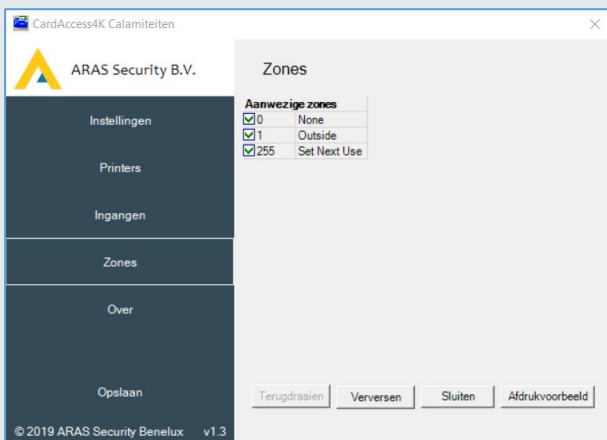 CardAccess4K Calamiteiten
ARAS Security B.V.
Instellingen
Printers
Ingangen
Zones
Over
Opslaan
© 2019 ARAS Security Benelux v1.3
Zones
Aanwezige zones
0 None
1 Outside
255 Set Next Use
Terugdraaien Verversen Sluiten Afdrukvoorbeeld